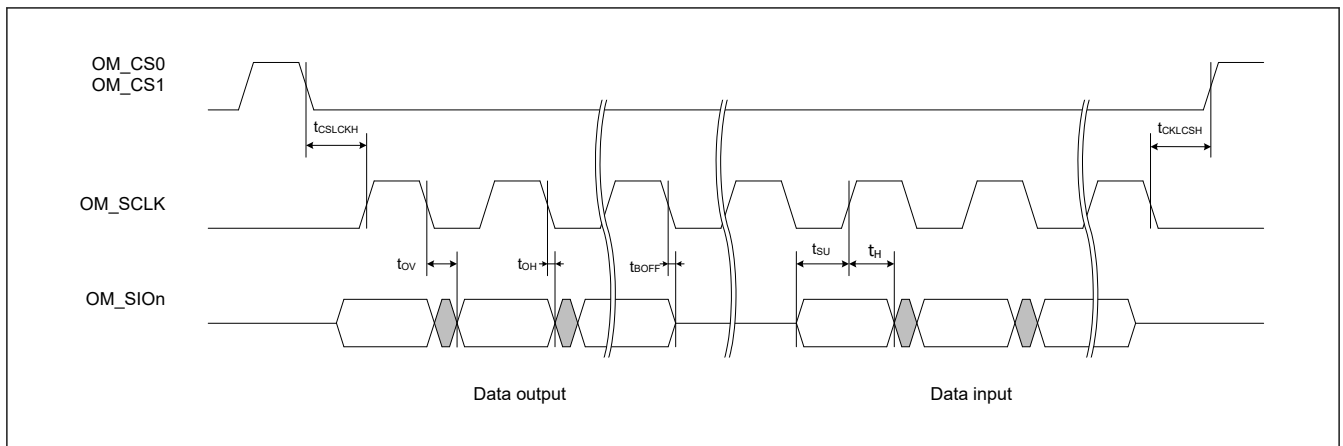 OM_CS0
OM_CS1
tCSLCKH
tCKLCSH
OM_SCLK
tOV
tOH
tBOFF
tSU
tH
OM_SIOn
Data output
Data input